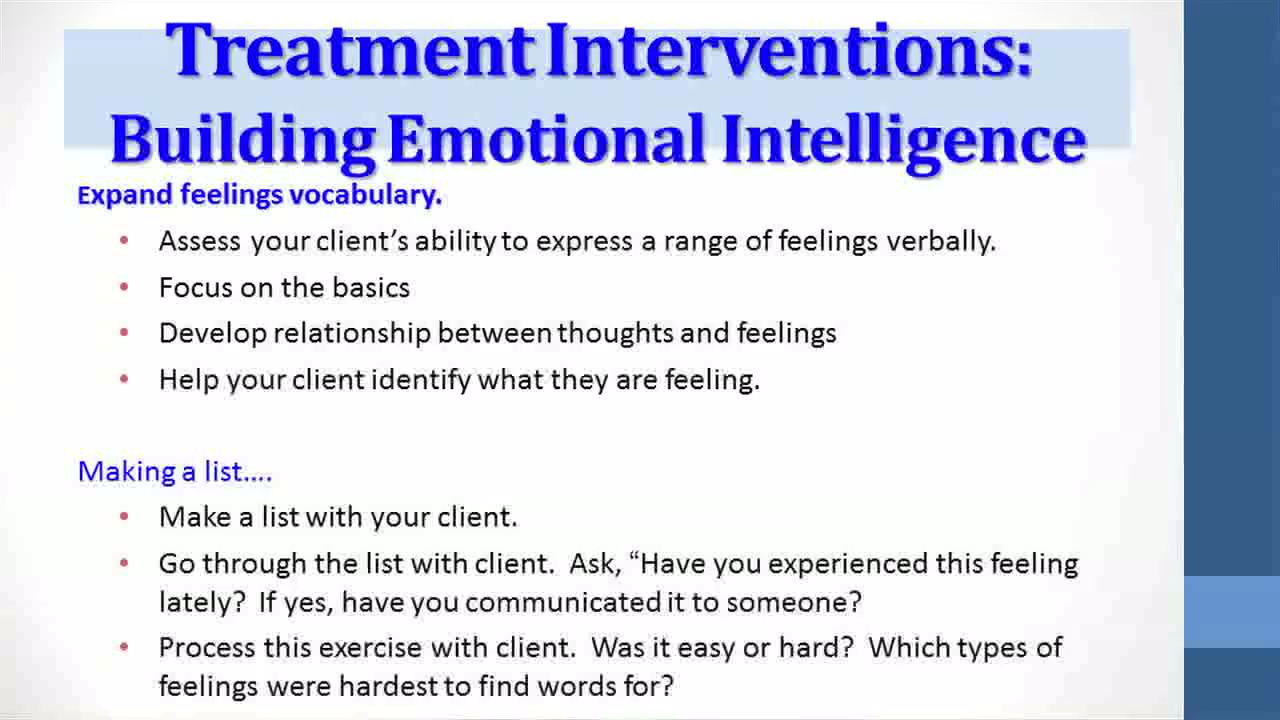 Treatment Interventions:
Building Emotional Intelligence
Expand feelings vocabulary.
• Assess your client's ability to express a range of feelings verbally.
• Focus on the basics
• Develop relationship between thoughts and feelings
• Help your client identify what they are feeling.
Making a list....
• Make a list with your client.
• Go through the list with client.  Ask, “Have you experienced this feeling
lately?  If yes, have you communicated it to someone?
• Process this exercise with client.  Was it easy or hard?  Which types of
feelings were hardest to find words for?